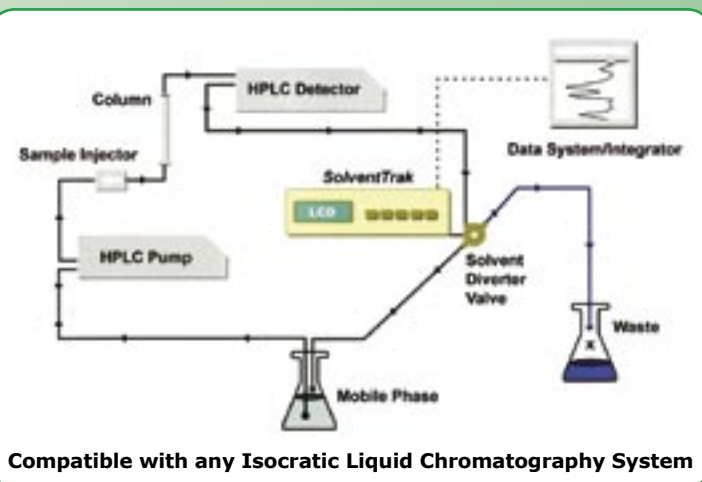 Column
HPLC Detector
Sample Injector
Data System/Integrator
SolventTrak
LCD
HPLC Pump
Solvent
Diverter
Valve
Waste
X
Mobile Phase
Compatible with any Isocratic Liquid Chromatography System